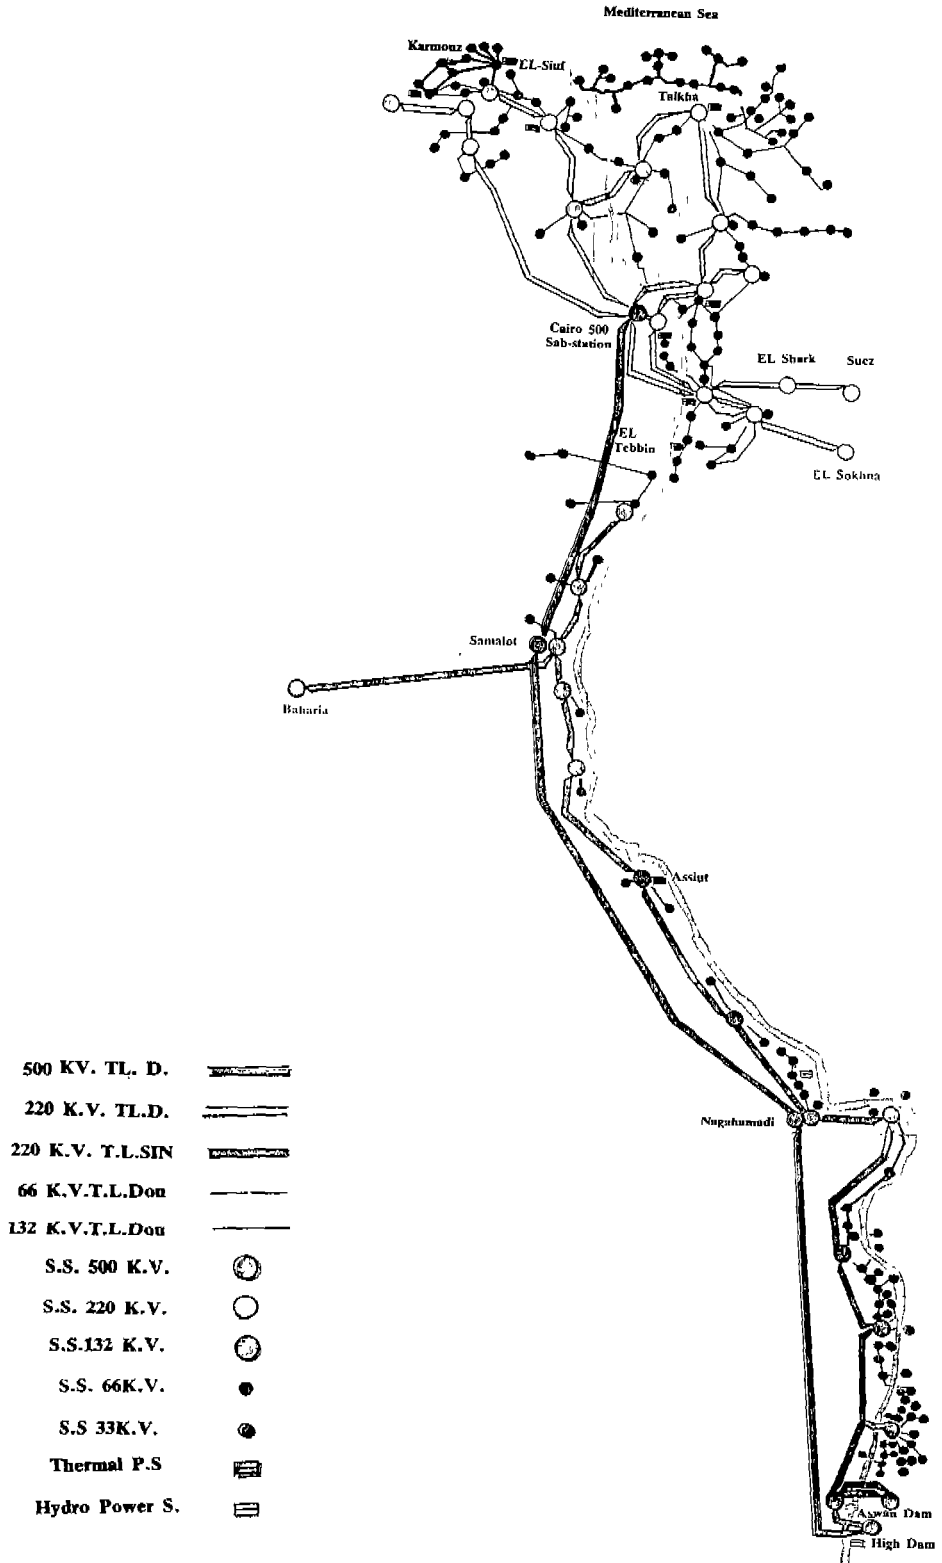 Mediterranean Sea
Karmouz
EL-Siuf
Talkha
Cairo 500
Sab-station
EL Shark
Suez
EL
Tebbin
EL Sokhna
Samalot
Baharia
Assiut
500 KV. TL. D.
220 K.V. TL.D.
Nagahamadi
220 K.V. T.L.SIN
66 K.V.T.L.Dou
132 K.V.T.L.Dou
S.S. 500 K.V.
S.S. 220 K.V.
S.S.132 K.V.
S.S. 66K.V.
S.S 33K.V.
Thermal P.S
Hydro Power S.
Aswan Dam
High Dam